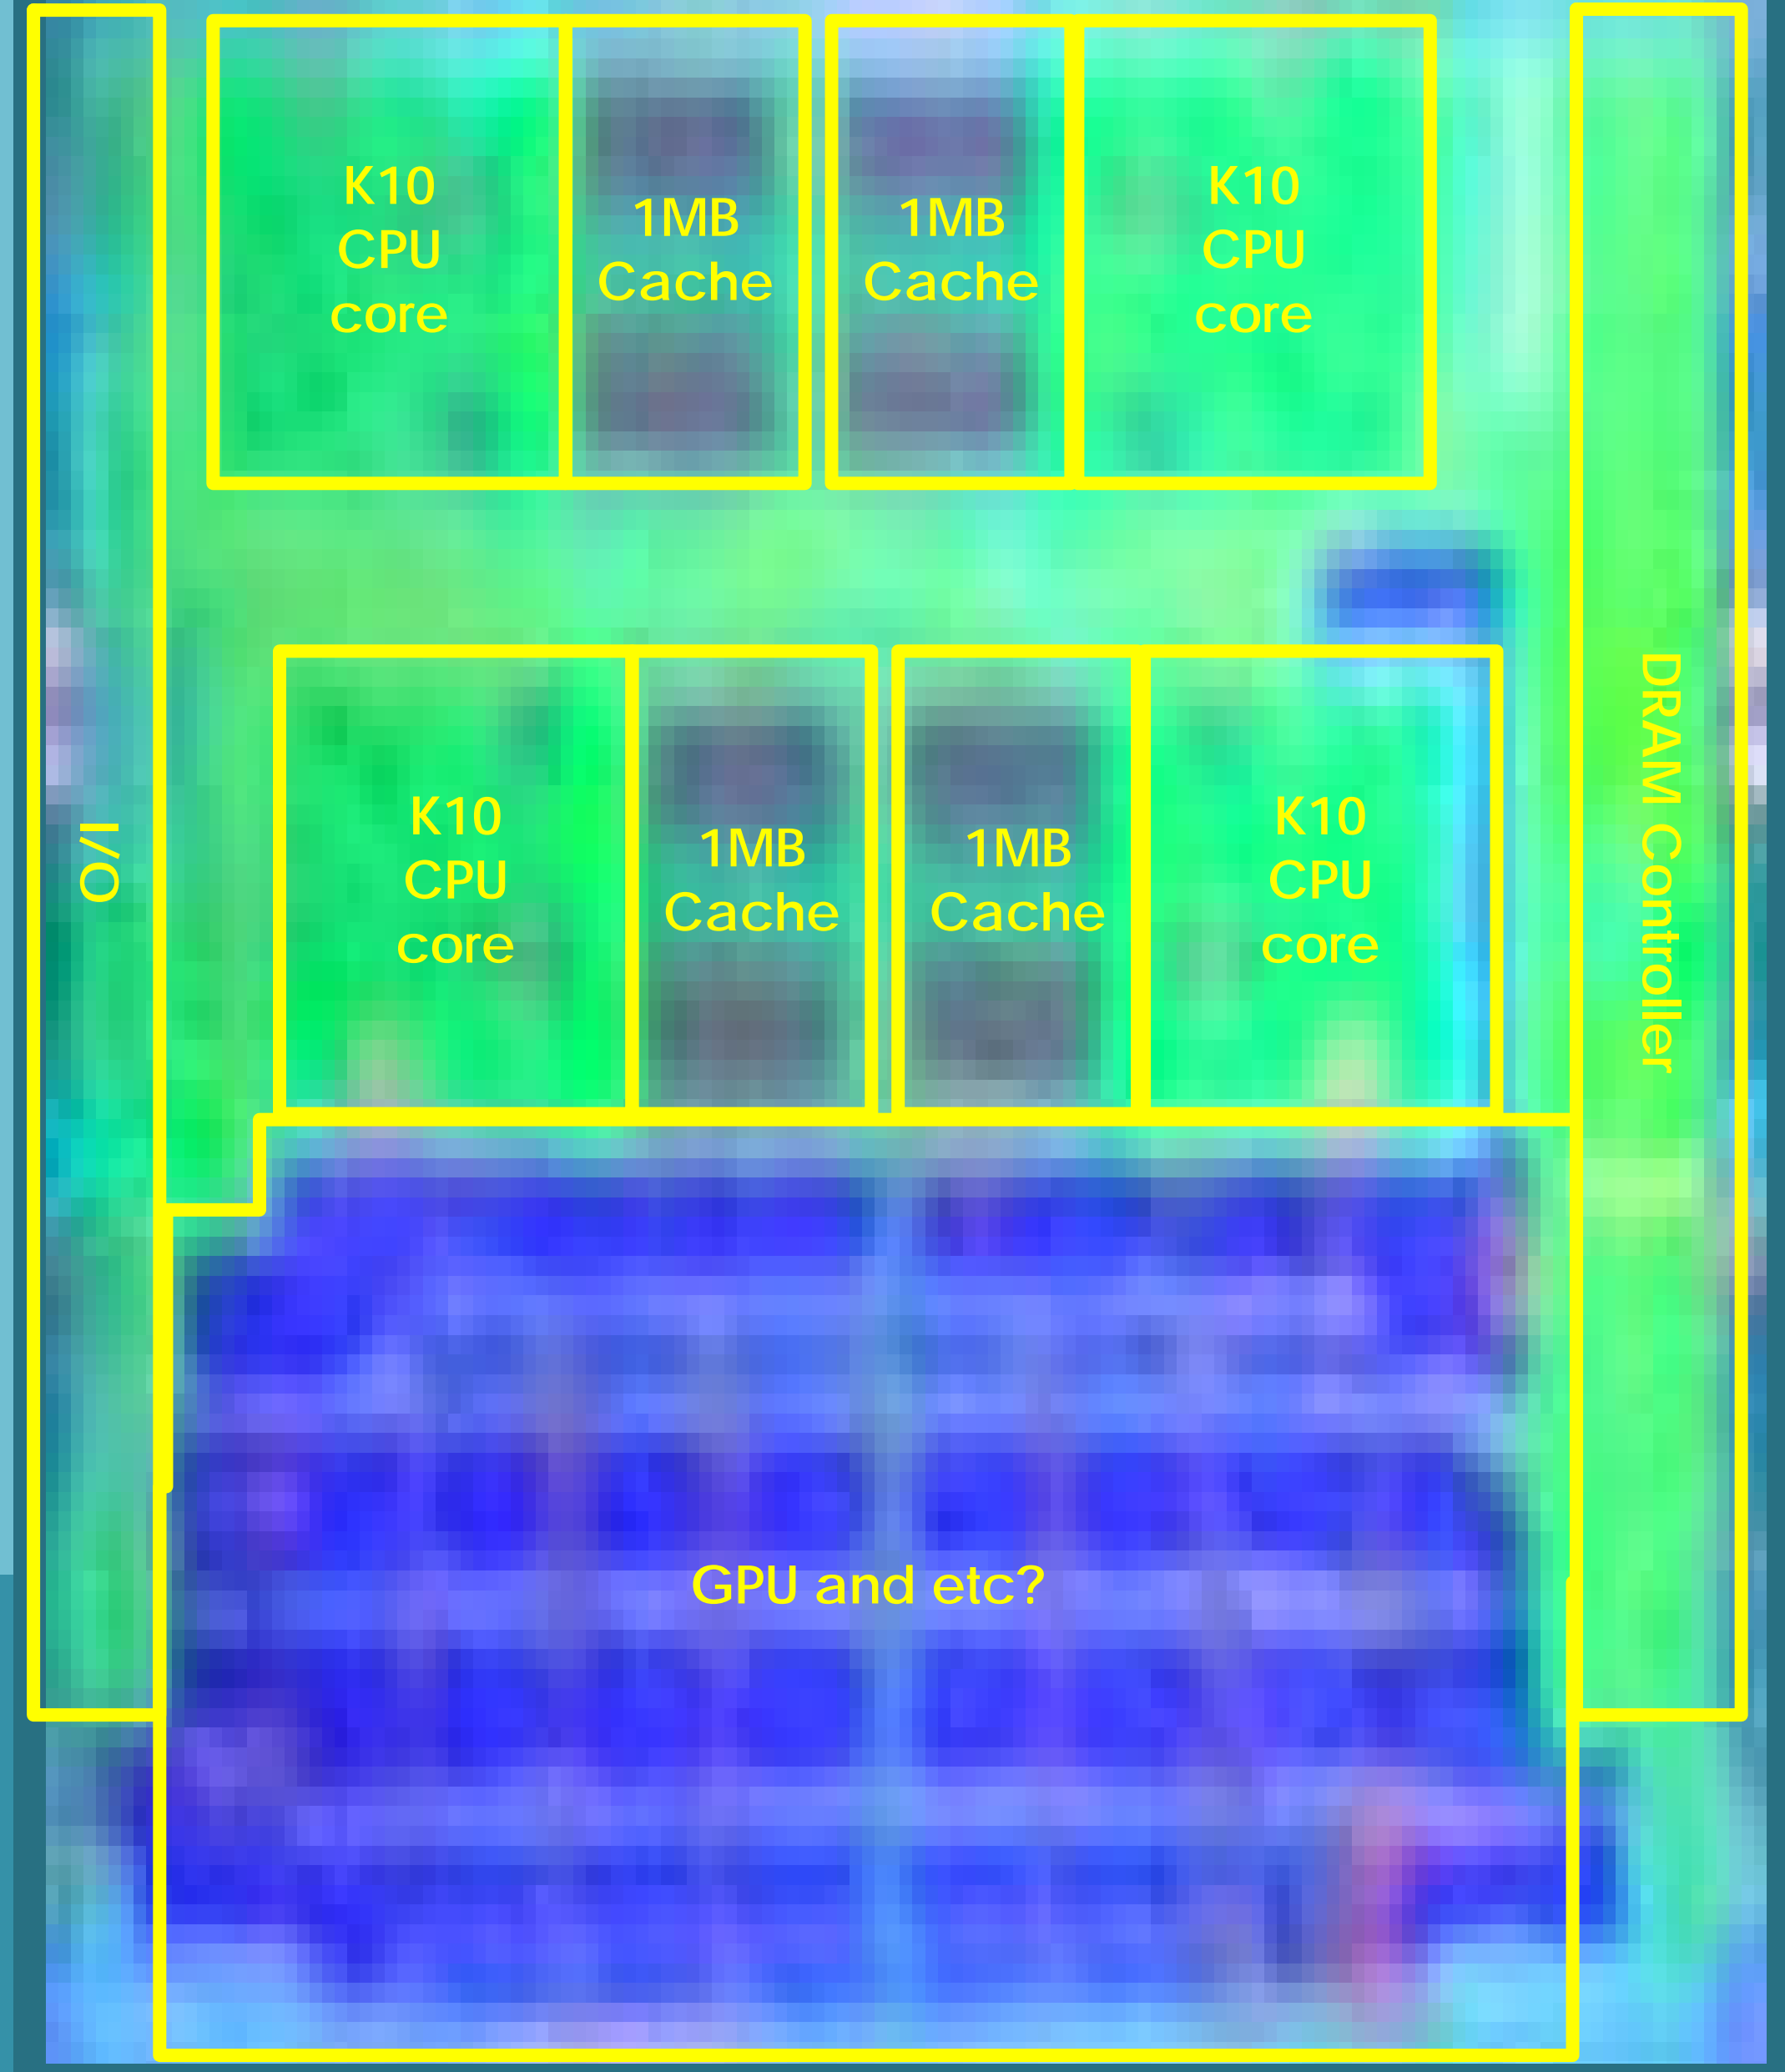 K10
CPU
core
1MB
Cache
1MB
Cache
K10
CPU
core
I/O
K10
CPU
core
1MB
Cache
1MB
Cache
K10
CPU
core
DRAM Controller
GPU and etc?